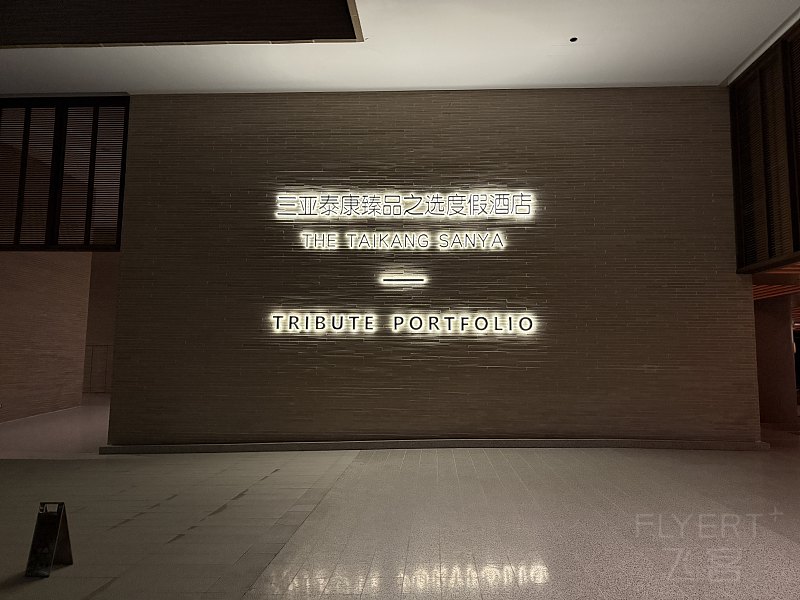 三亚泰康臻品之选度假酒店
THE TAIKANG SANYA
TRIBUTE PORTFOLIO
FLYERT
飞客